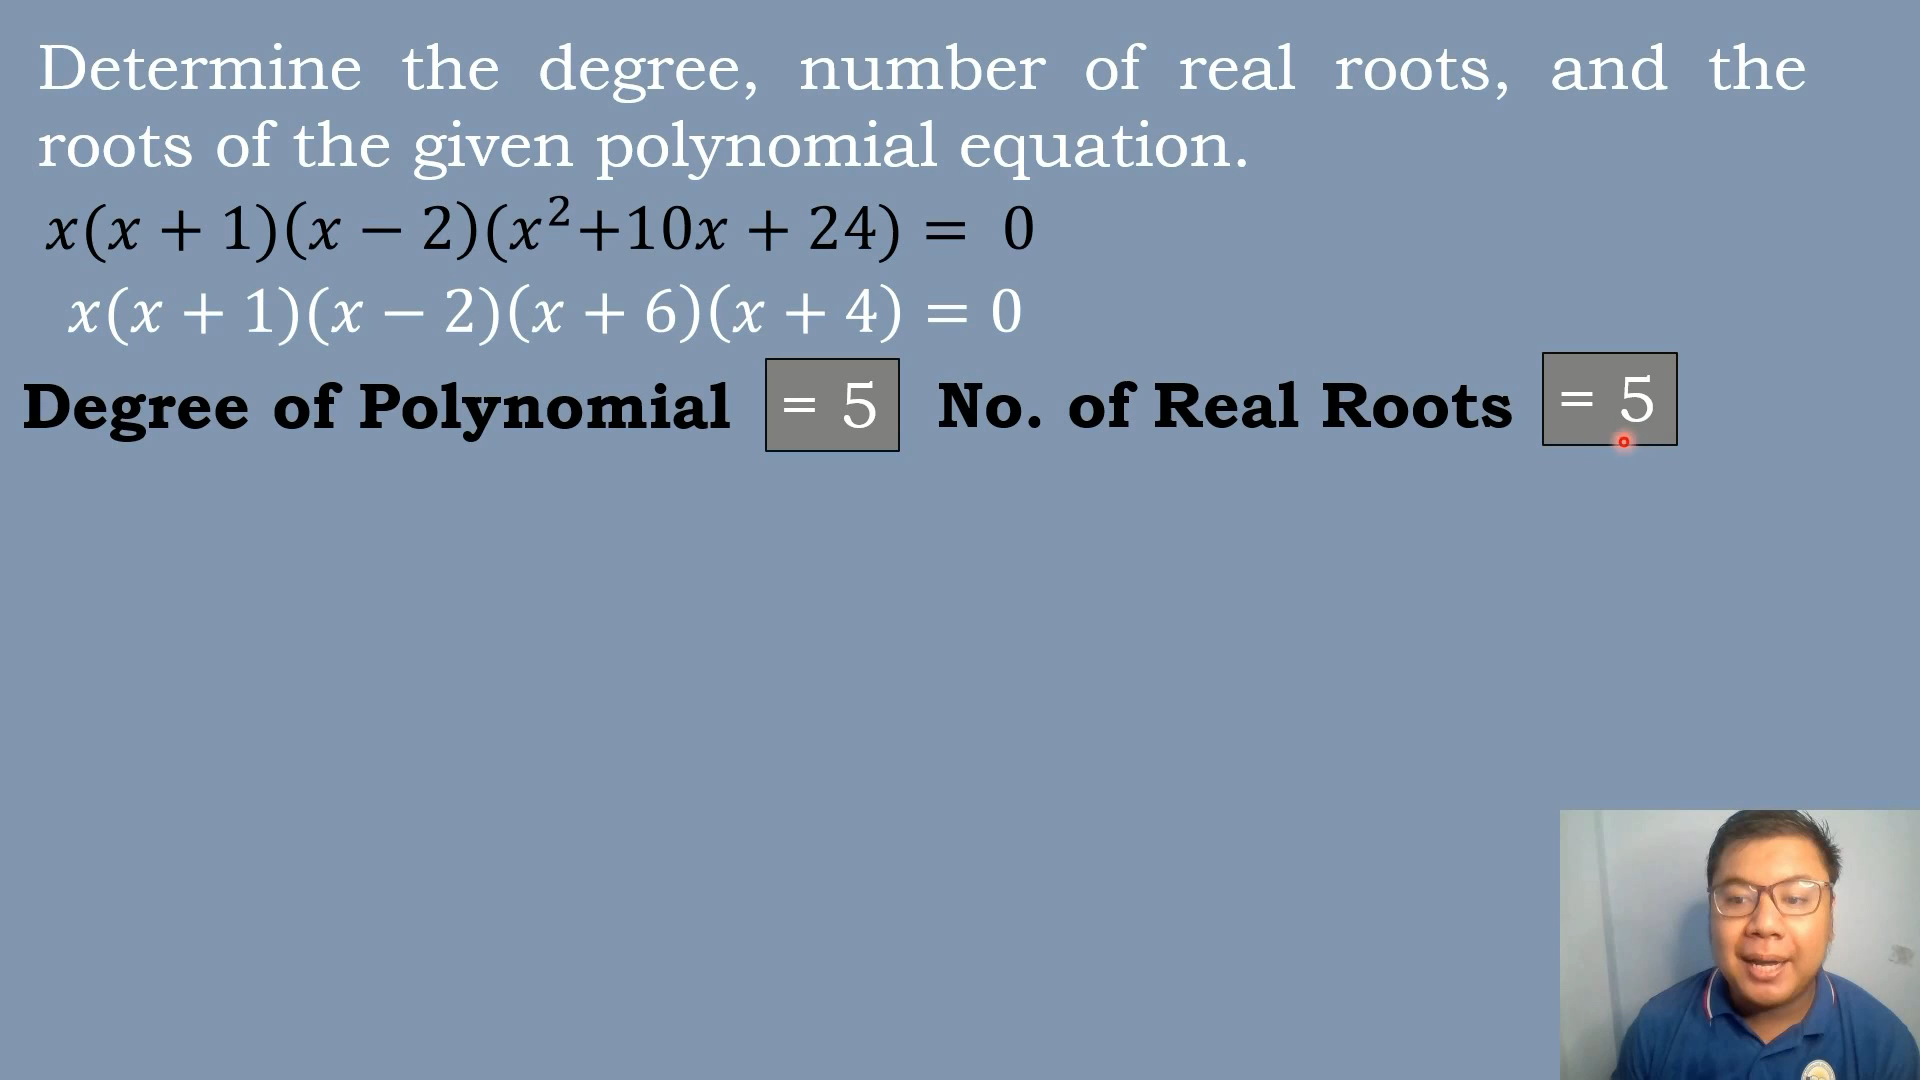 Determine the degree, number of real roots, and the
roots of the given polynomial equation.
x(x + 1)(x − 2)(x²+10x + 24) = 0
x(x + 1)(x − 2)(x + 6)(x + 4) = 0
Degree of Polynomial = 5 No. of Real Roots = 5